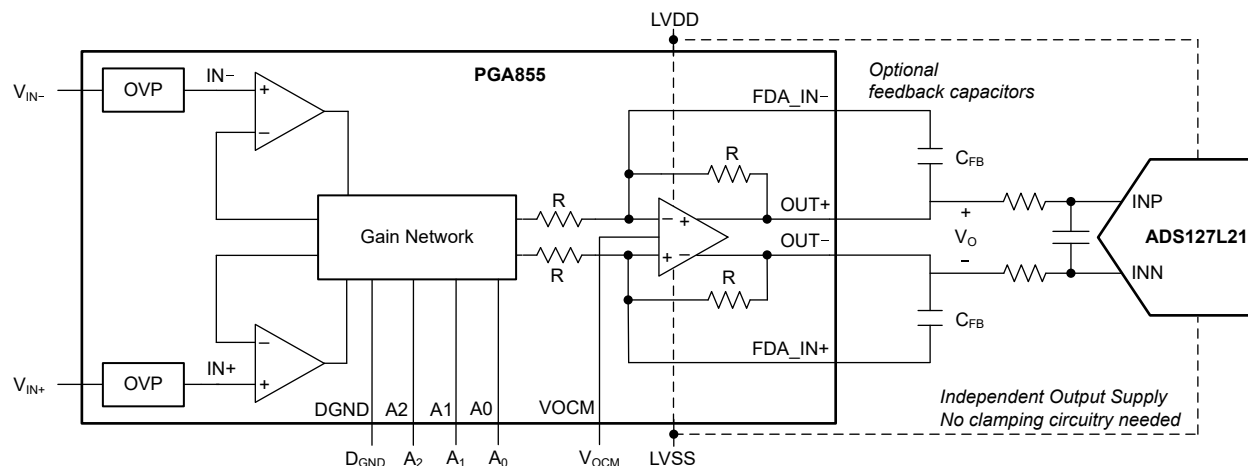 LVDD
PGA855
Optional
feedback capacitors
V_IN−
OVP
IN−
FDA_IN−
C_FB
R
R
OUT+
OUT−
Gain Network
R
R
+
V_O
−
INP
ADS127L21
INN
C_FB
FDA_IN+
V_IN+
OVP
IN+
DGND
A2
A1
A0
VOCM
Independent Output Supply
No clamping circuitry needed
D_GND
A_2
A_1
A_0
V_OCM
LVSS